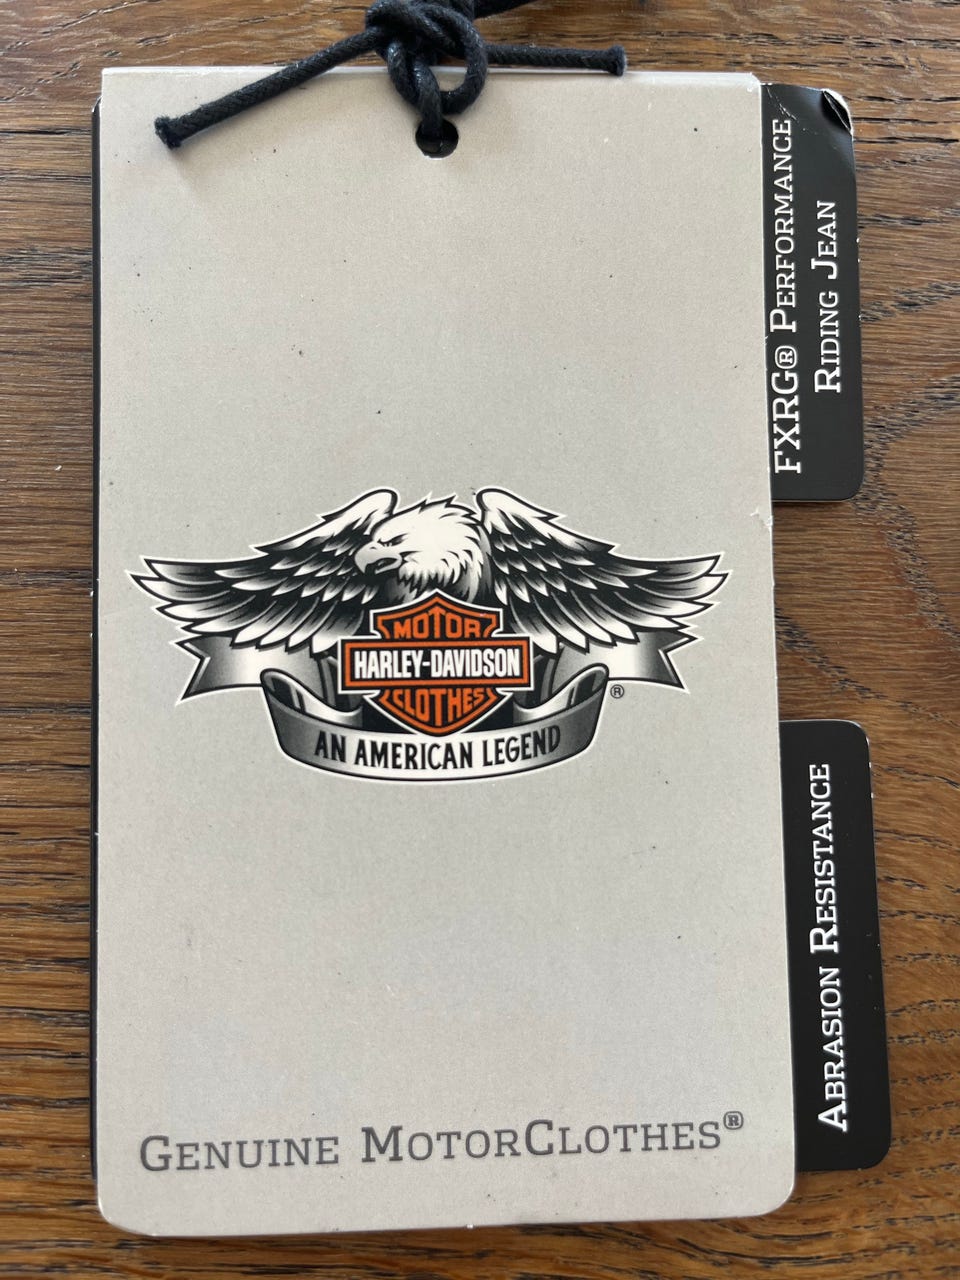 MOTOR
HARLEY-DAVIDSON
CLOTHES
®
AN AMERICAN LEGEND
GENUINE MOTORCLOTHES®
FXRG® PERFORMANCE
RIDING JEAN
ABRASION RESISTANCE